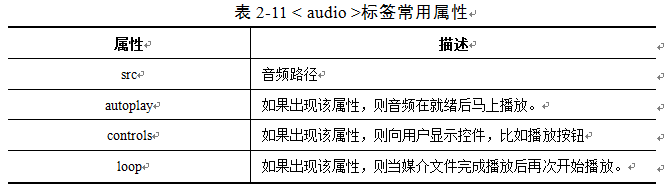 表 2-11 < audio >标签常用属性
属性 描述
src 音频路径
autoplay 如果出现该属性，则音频在就绪后马上播放。
controls 如果出现该属性，则向用户显示控件，比如播放按钮
loop 如果出现该属性，则当媒介文件完成播放后再次开始播放。